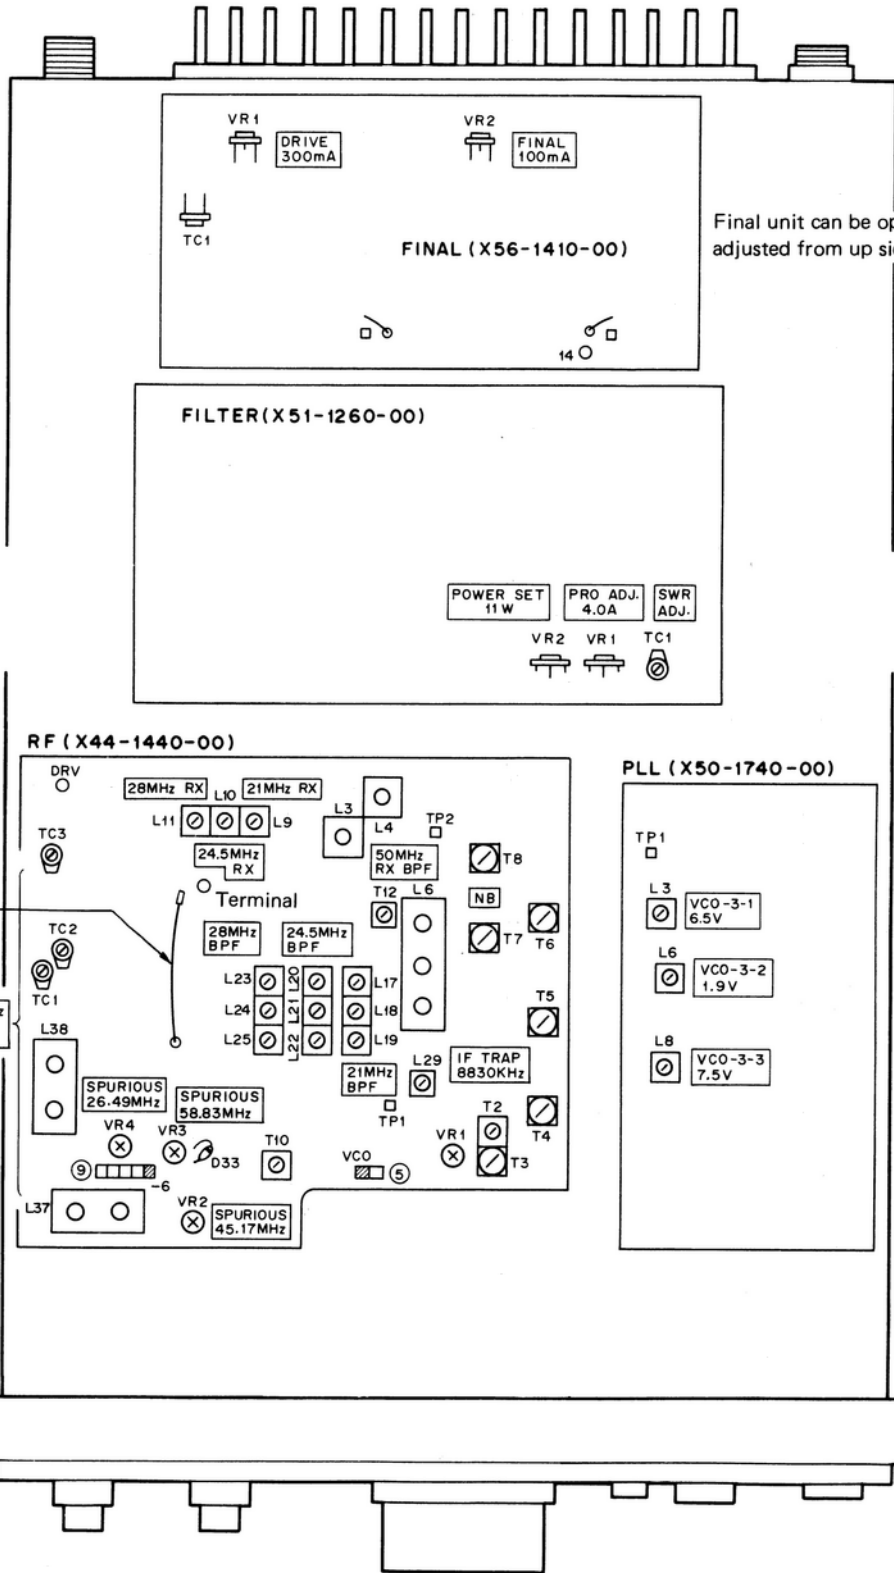 VR1
DRIVE
300mA
VR2
FINAL
100mA
TC1
FINAL (X56-1410-00)
Final unit can be
adjusted from up
14
FILTER(X51-1260-00)
POWER SET
11W
PRO ADJ.
4.0A
SWR
ADJ.
VR2
VR1
TC1
RF (X44-1440-00)
DRV
28MHz RX
L10
21MHz RX
L11
L9
L3
L4
TP2
TC3
24.5MHz
RX
50MHz
RX BPF
T8
Terminal
T12
L6
NB
TC2
28MHz
BPF
24.5MHz
BPF
T7
T6
TC1
L23
L20
L17
L24
L21
L18
L25
L22
L19
T5
L38
21MHz
BPF
L29
IF TRAP
8830KHz
SPURIOUS
26.49MHz
SPURIOUS
58.83MHz
TP1
T2
T4
VR4
VR3
D33
T10
VCO
VR1
T3
9
-6
5
L37
VR2
SPURIOUS
45.17MHz
PLL (X50-1740-00)
TP1
L3
VCO-3-1
6.5V
L6
VCO-3-2
1.9V
L8
VCO-3-3
7.5V